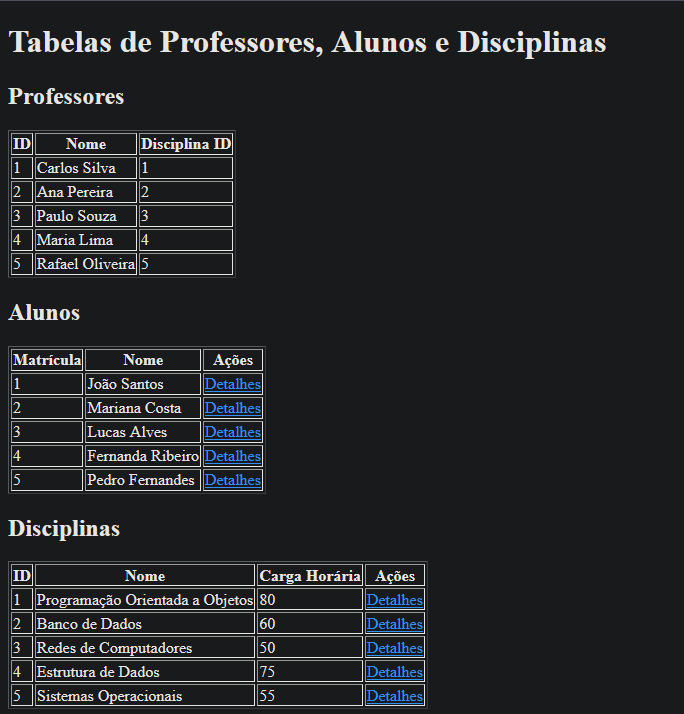 Tabelas de Professores, Alunos e Disciplinas
Professores
ID Nome Disciplina ID
1 Carlos Silva 1
2 Ana Pereira 2
3 Paulo Souza 3
4 Maria Lima 4
5 Rafael Oliveira 5
Alunos
Matrícula Nome Ações
1 João Santos Detalhes
2 Mariana Costa Detalhes
3 Lucas Alves Detalhes
4 Fernanda Ribeiro Detalhes
5 Pedro Fernandes Detalhes
Disciplinas
ID Nome Carga Horária Ações
1 Programação Orientada a Objetos 80 Detalhes
2 Banco de Dados 60 Detalhes
3 Redes de Computadores 50 Detalhes
4 Estrutura de Dados 75 Detalhes
5 Sistemas Operacionais 55 Detalhes